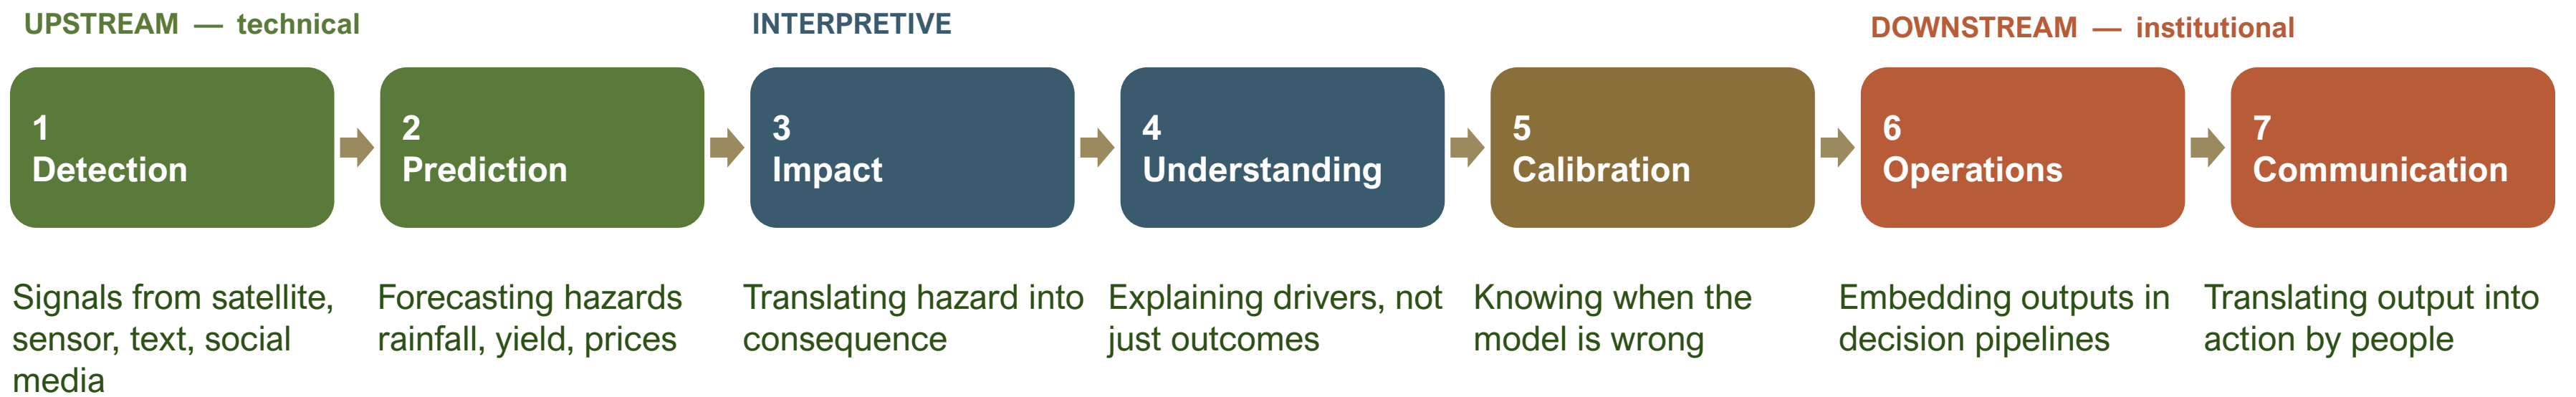 UPSTREAM — technical
INTERPRETIVE
DOWNSTREAM — institutional
1
Detection
2
Prediction
3
Impact
4
Understanding
5
Calibration
6
Operations
7
Communication
Signals from satellite,
sensor, text, social
media
Forecasting hazards
rainfall, yield, prices
Translating hazard into
consequence
Explaining drivers, not
just outcomes
Knowing when the
model is wrong
Embedding outputs in
decision pipelines
Translating output into
action by people